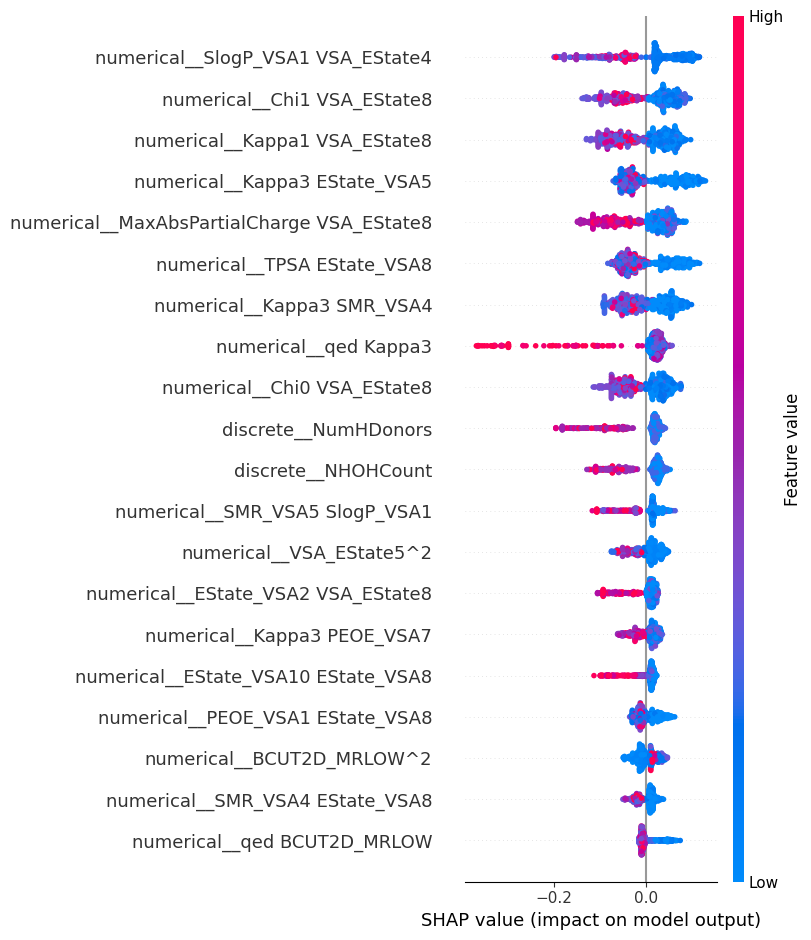 High
numerical__SlogP_VSA1 VSA_EState4
numerical__Chi1 VSA_EState8
numerical__Kappa1 VSA_EState8
numerical__Kappa3 EState_VSA5
numerical__MaxAbsPartialCharge VSA_EState8
numerical__TPSA EState_VSA8
numerical__Kappa3 SMR_VSA4
numerical__qed Kappa3
numerical__Chi0 VSA_EState8
discrete__NumHDonors
discrete__NHOHCount
numerical__SMR_VSA5 SlogP_VSA1
numerical__VSA_EState5^2
numerical__EState_VSA2 VSA_EState8
numerical__Kappa3 PEOE_VSA7
numerical__EState_VSA10 EState_VSA8
numerical__PEOE_VSA1 EState_VSA8
numerical__BCUT2D_MRLOW^2
numerical__SMR_VSA4 EState_VSA8
numerical__qed BCUT2D_MRLOW
Feature value
Low
−0.2 0.0
SHAP value (impact on model output)